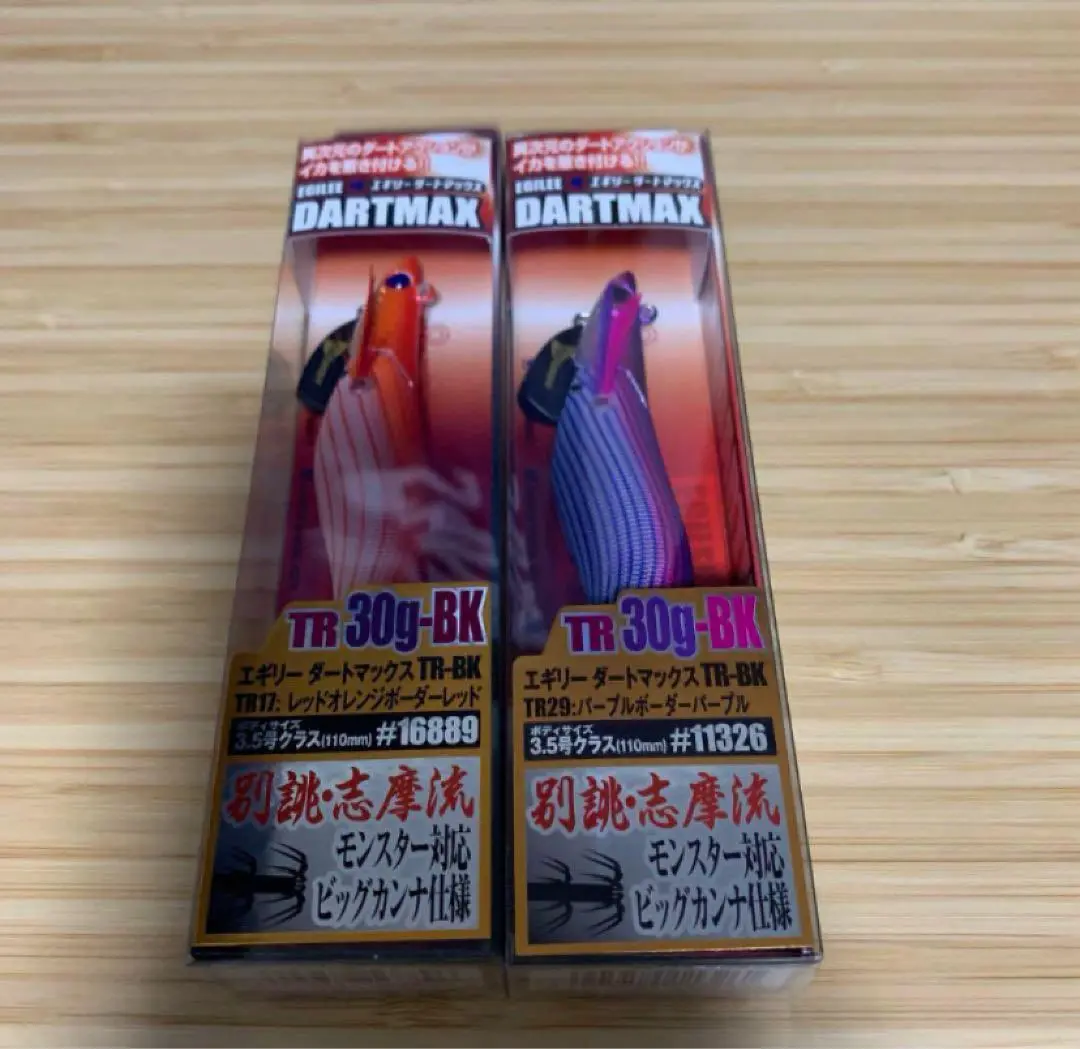 異次元のダートアクションが
イカを惹き付ける!!
EGILEE エギリー ダートマックス
DARTMAX
TR 30g-BK
エギリー ダートマックス TR-BK
TR17: レッドオレンジボーダーレッド
ボディサイズ
3.5号クラス(110mm) #16889
別誂・志摩流
モンスター対応
ビッグカンナ仕様
異次元のダートアクションが
イカを惹き付ける!!
EGILEE エギリー ダートマックス
DARTMAX
TR 30g-BK
エギリー ダートマックス TR-BK
TR29:パープルボーダーパープル
ボディサイズ
3.5号クラス(110mm) #11326
別誂・志摩流
モンスター対応
ビッグカンナ仕様